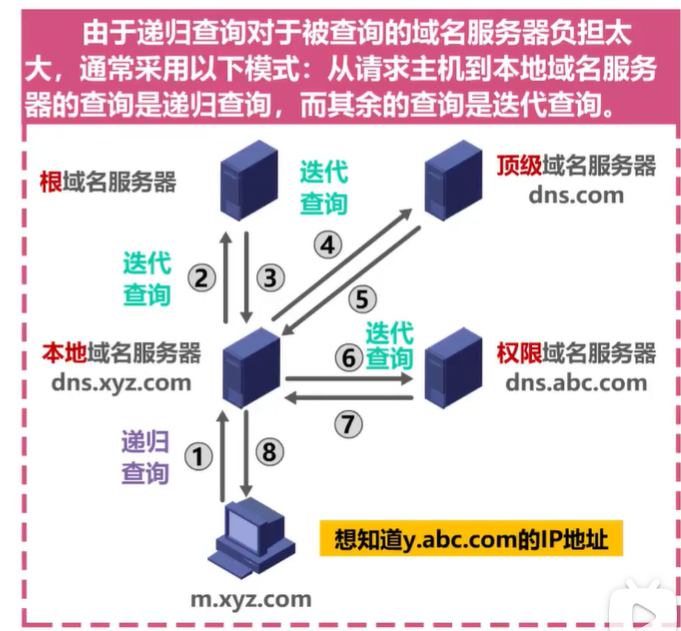 由于递归查询对于被查询的域名服务器负担太
大，通常采用以下模式：从请求主机到本地域名服务
器的查询是递归查询，而其余的查询是迭代查询。
根域名服务器
迭代
查询
顶级域名服务器
dns.com
④
迭代
查询
②
③
⑤
本地域名服务器
dns.xyz.com
迭代
查询
⑥
权限域名服务器
dns.abc.com
⑦
递归
查询
①
⑧
想知道y.abc.com的IP地址
m.xyz.com